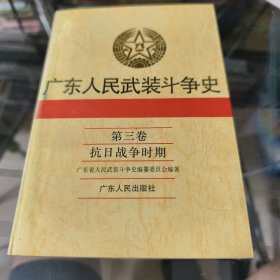 广东人民武装斗争史
第三卷
抗日战争时期
广东省人民武装斗争史编纂委员会编著
广东人民出版社